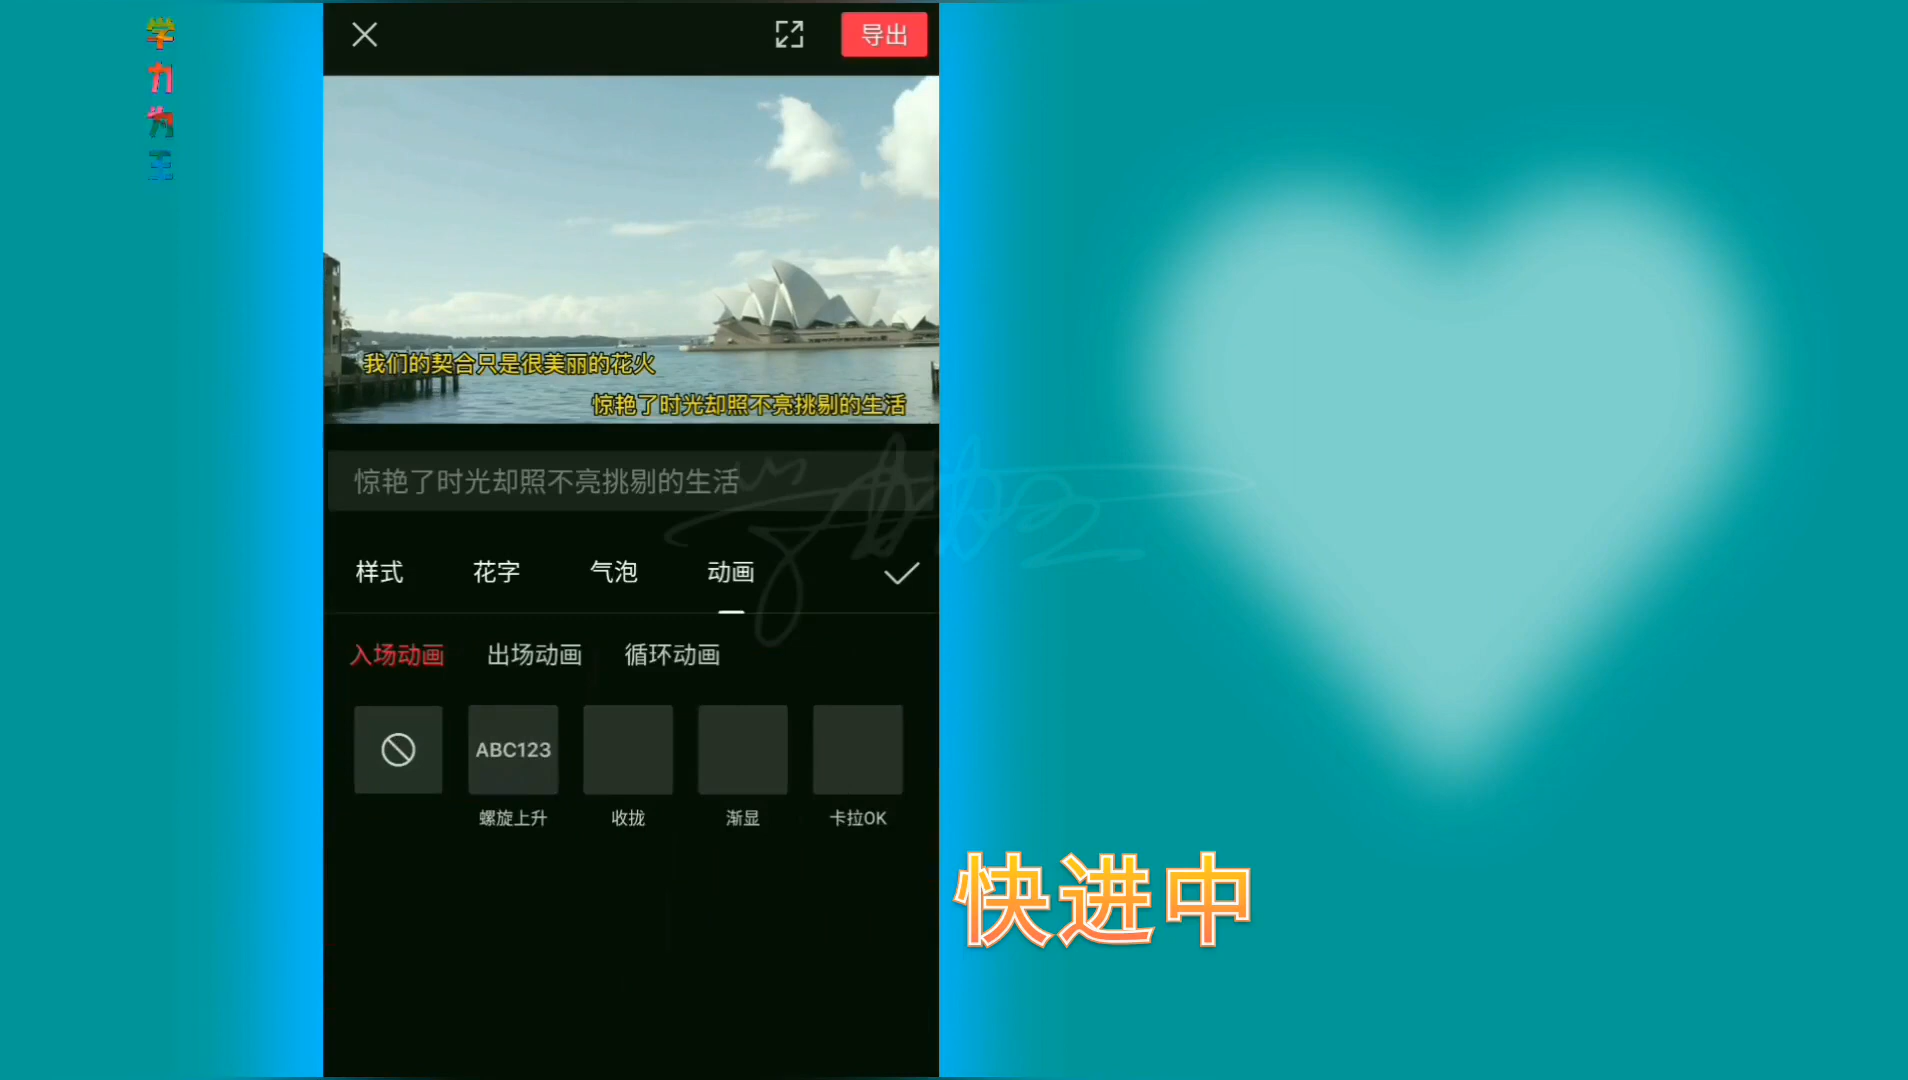 学力为王
导出
我们的契合只是很美丽的花火
惊艳了时光却照不亮挑剔的生活
惊艳了时光却照不亮挑剔的生活
样式 花字 气泡 动画
入场动画 出场动画 循环动画
ABC123
螺旋上升 收拢 渐显 卡拉OK
快进中